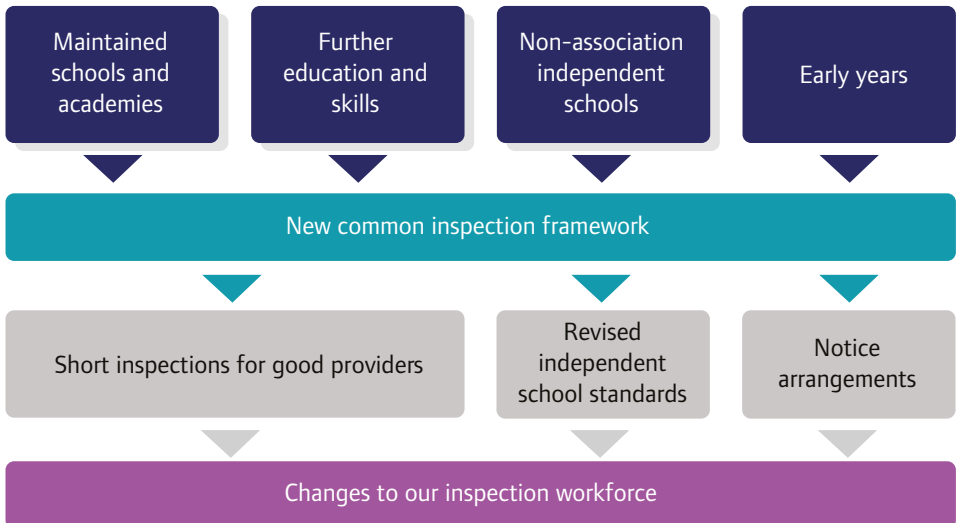 Maintained
schools and
academies
Further
education and
skills
Non-association
independent
schools
Early years
New common inspection framework
Short inspections for good providers
Revised
independent
school standards
Notice
arrangements
Changes to our inspection workforce